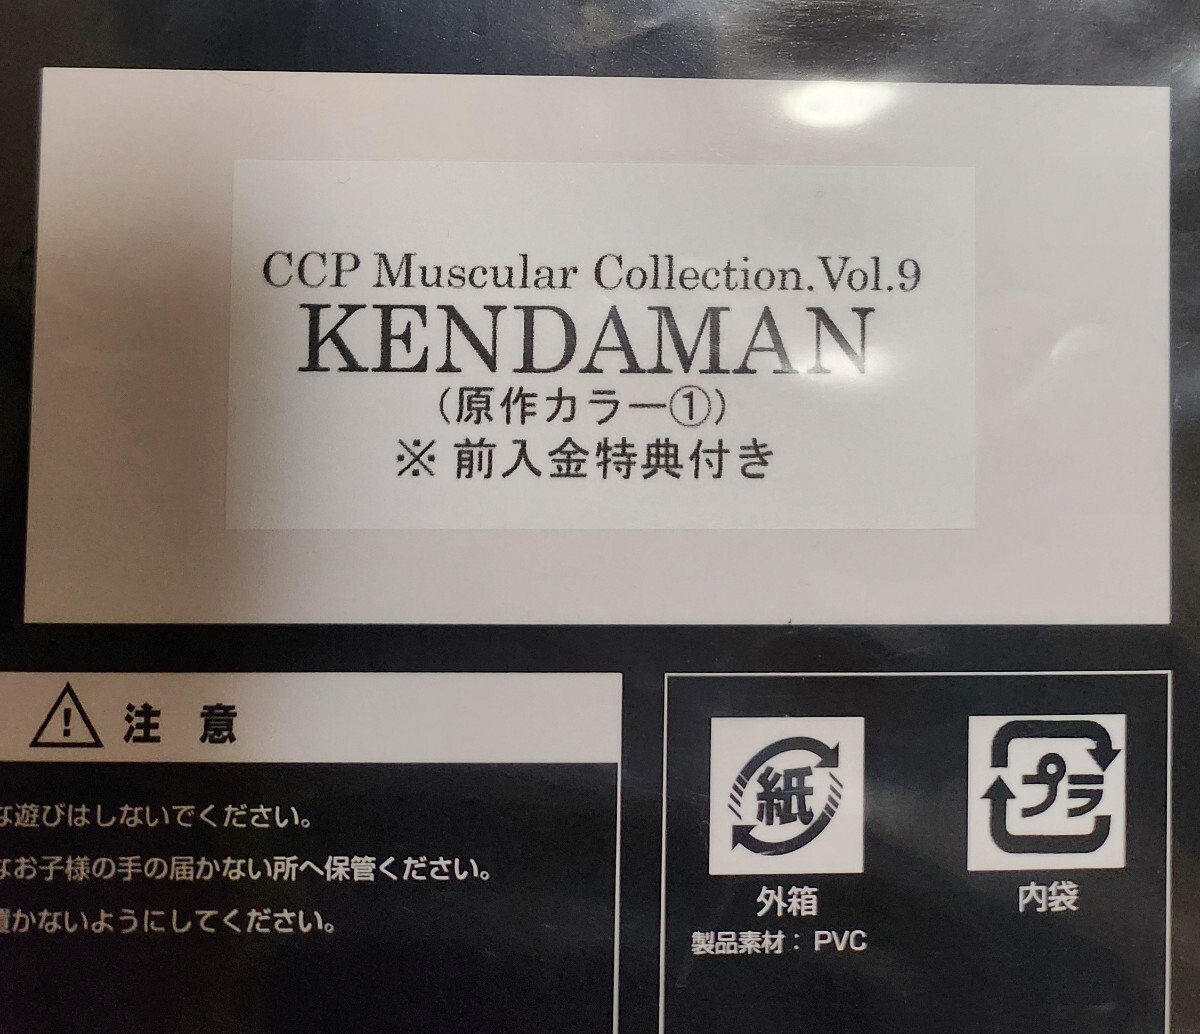 CCP Muscular Collection.Vol.9
KENDAMAN
(原作カラー①)
※ 前入金特典付き
注 意
な遊びはしないでください。
なお子様の手の届かない所へ保管ください。
置かないようにしてください。
紙
外箱
プラ
内袋
製品素材：PVC